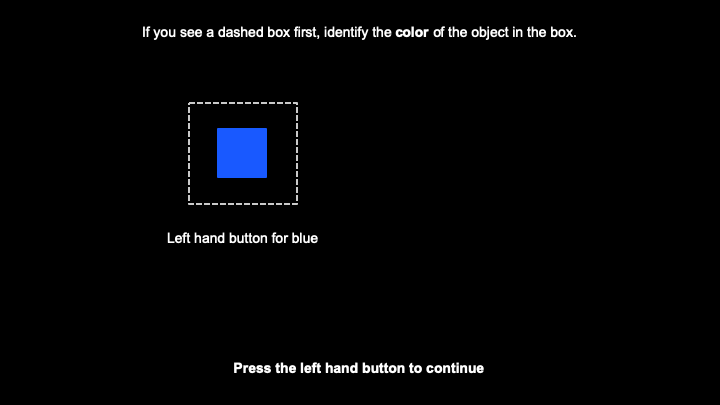 If you see a dashed box first, identify the color of the object in the box.
Left hand button for blue
Press the left hand button to continue